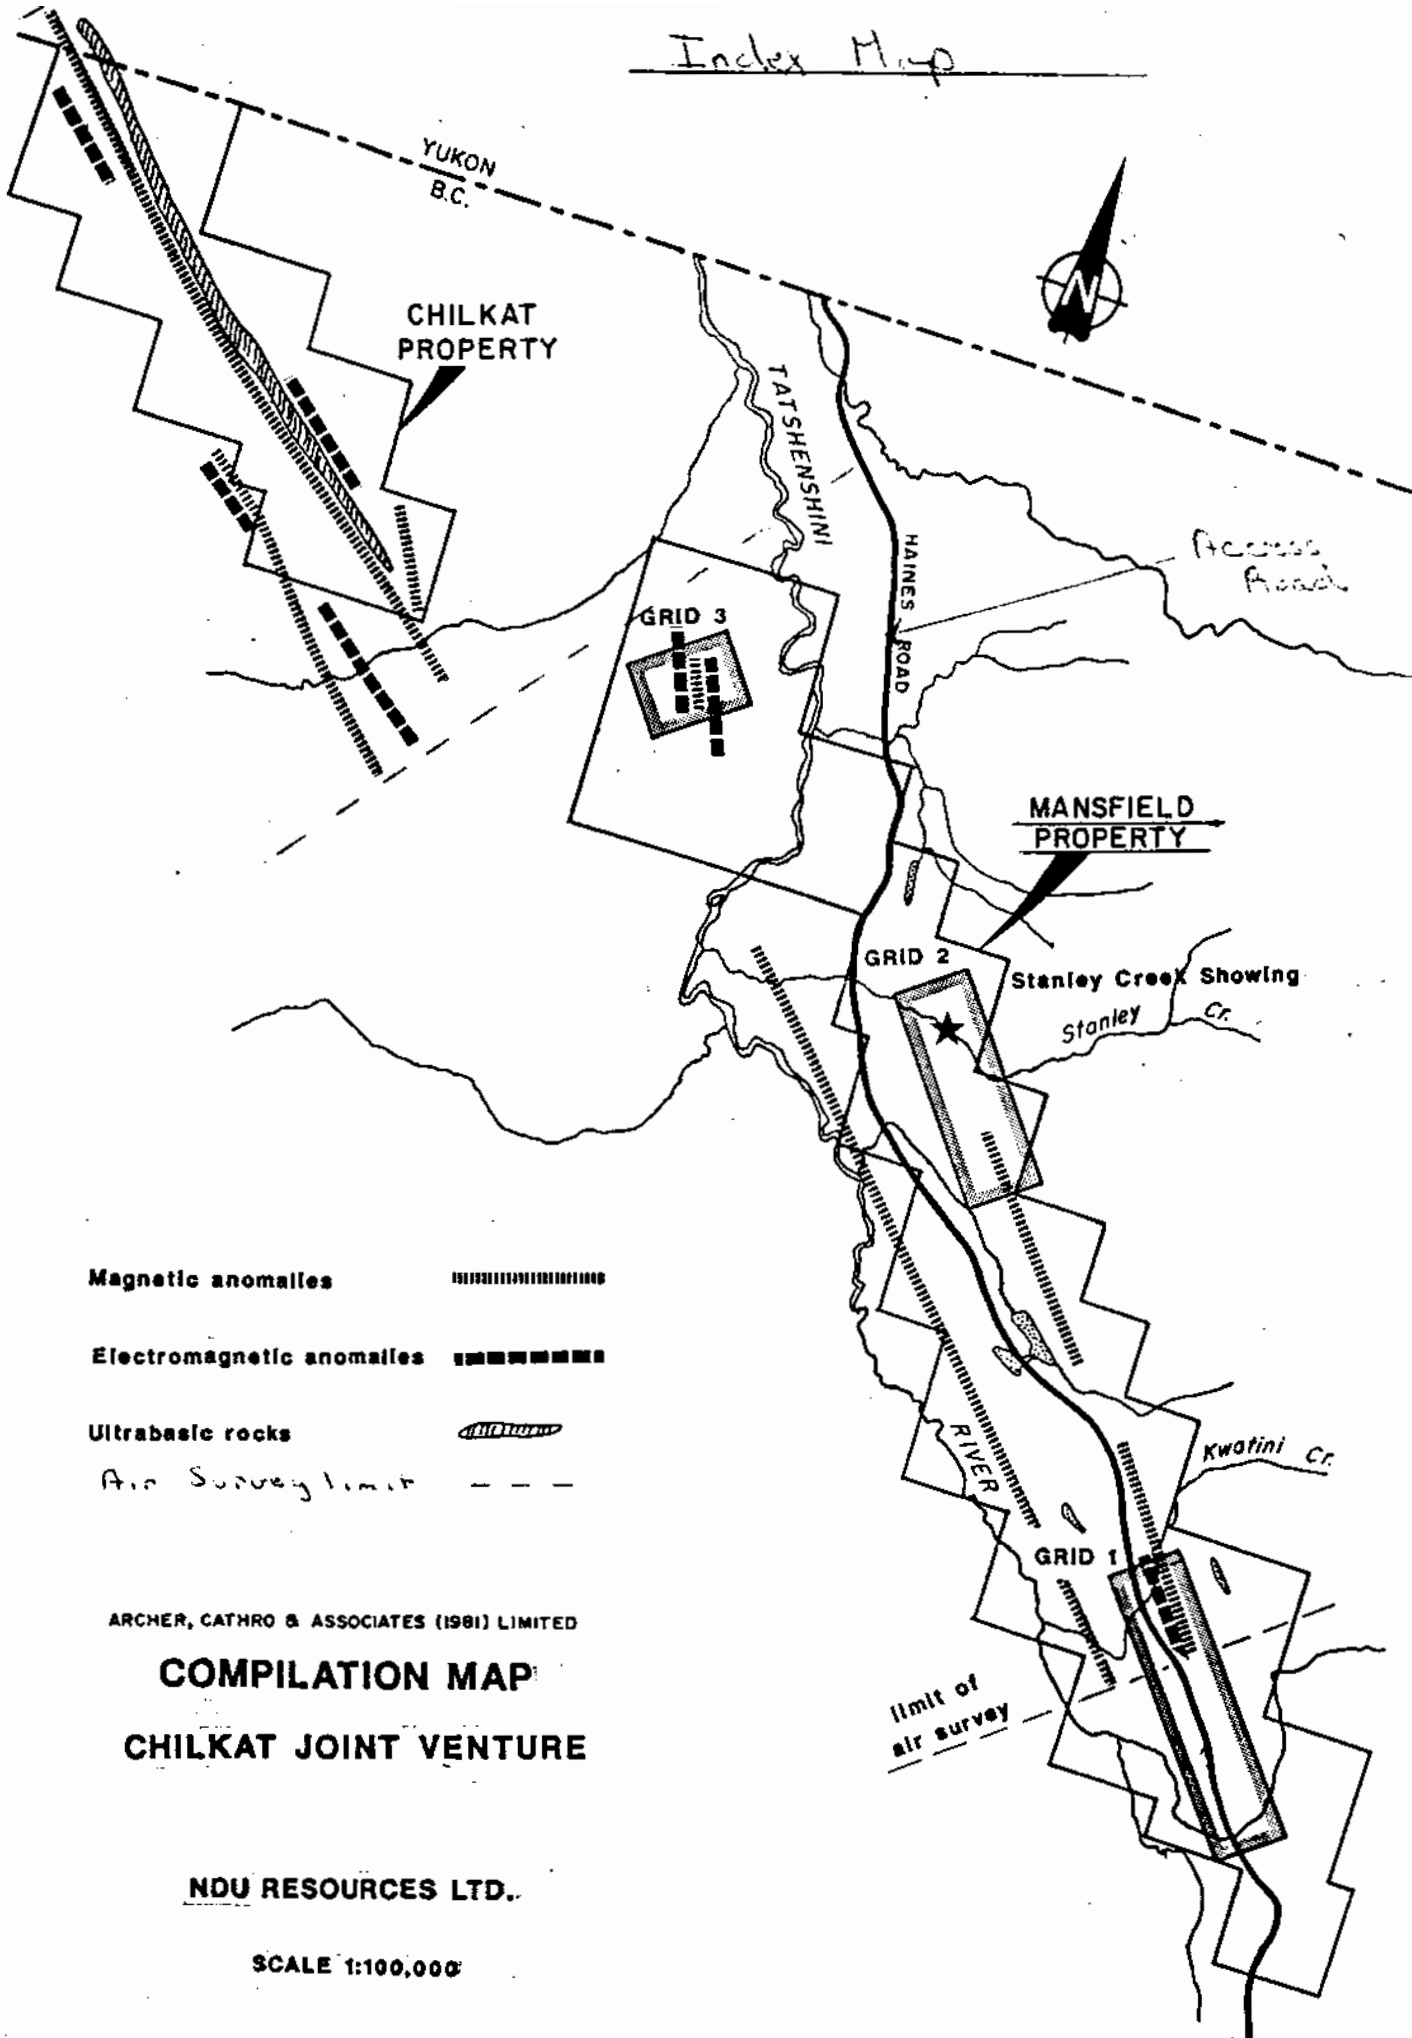 Index Map
YUKON
B.C.
N
CHILKAT
PROPERTY
TATSHENSHINI
HAINES ROAD
Access
Road
GRID 3
MANSFIELD
PROPERTY
GRID 2
Stanley Creek Showing
Stanley Cr.
Magnetic anomalies
Electromagnetic anomalies
Ultrabasic rocks
Air Survey limit
RIVER
Kwatini Cr.
GRID 1
limit of
air survey
ARCHER, CATHRO & ASSOCIATES (1981) LIMITED
COMPILATION MAP
CHILKAT JOINT VENTURE
NDU RESOURCES LTD.
SCALE 1:100,000